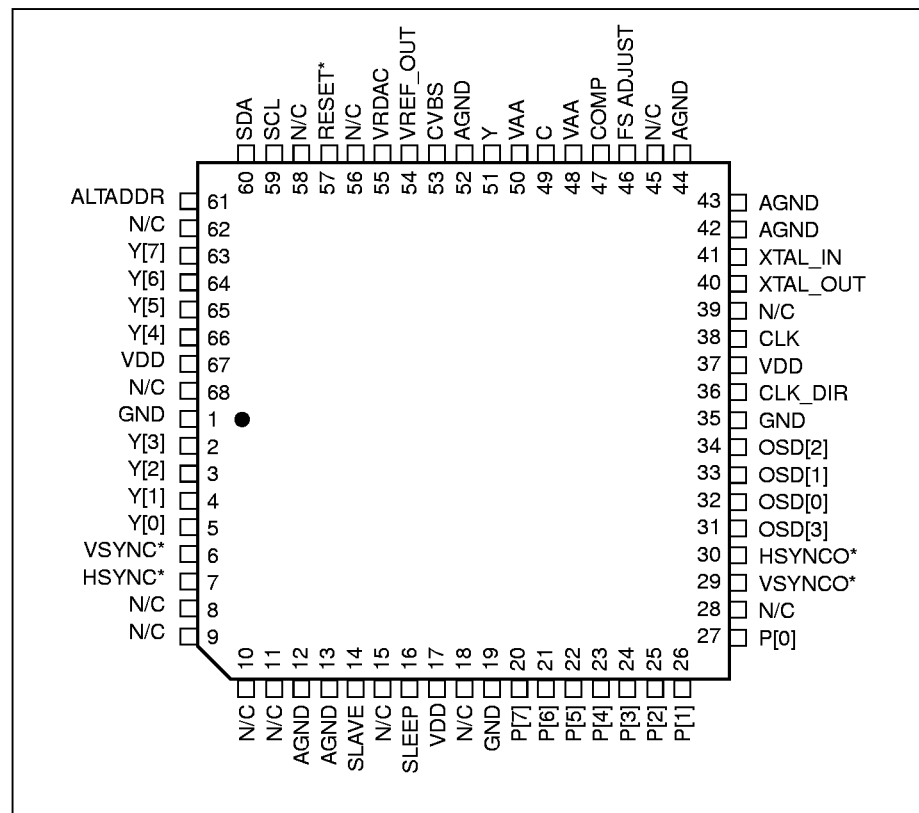 SDA
SCL
N/C
RESET*
N/C
VRDAC
VREF_OUT
CVBS
AGND
Y
VAA
C
VAA
COMP
FS ADJUST
N/C
AGND
60
59
58
57
56
55
54
53
52
51
50
49
48
47
46
45
44
ALTADDR 61
N/C 62
Y[7] 63
Y[6] 64
Y[5] 65
Y[4] 66
VDD 67
N/C 68
GND 1
Y[3] 2
Y[2] 3
Y[1] 4
Y[0] 5
VSYNC* 6
HSYNC* 7
N/C 8
N/C 9
43 AGND
42 AGND
41 XTAL_IN
40 XTAL_OUT
39 N/C
38 CLK
37 VDD
36 CLK_DIR
35 GND
34 OSD[2]
33 OSD[1]
32 OSD[0]
31 OSD[3]
30 HSYNCO*
29 VSYNCO*
28 N/C
27 P[0]
10
11
12
13
14
15
16
17
18
19
20
21
22
23
24
25
26
N/C
N/C
AGND
AGND
SLAVE
N/C
SLEEP
VDD
N/C
GND
P[7]
P[6]
P[5]
P[4]
P[3]
P[2]
P[1]